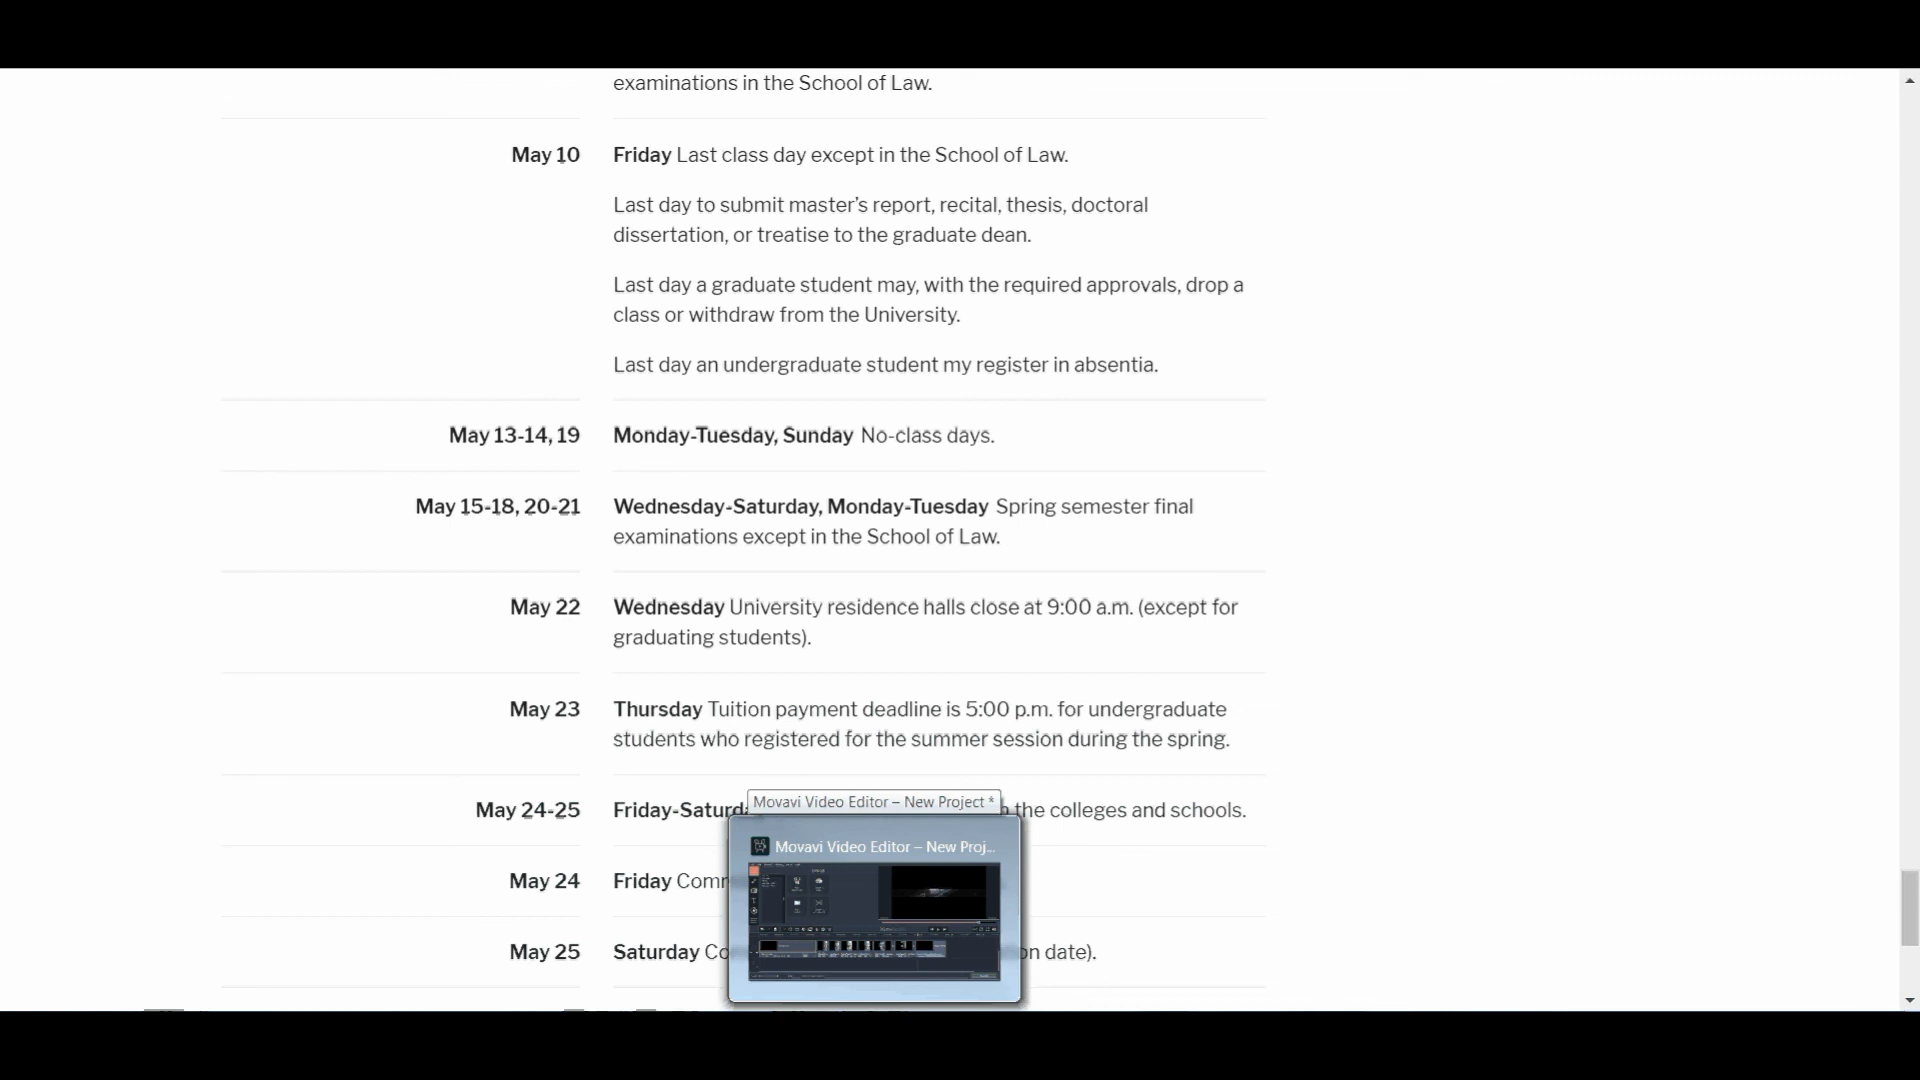 examinations in the School of Law.
May 10 Friday Last class day except in the School of Law.
Last day to submit master's report, recital, thesis, doctoral
dissertation, or treatise to the graduate dean.
Last day a graduate student may, with the required approvals, drop a
class or withdraw from the University.
Last day an undergraduate student my register in absentia.
May 13-14, 19 Monday-Tuesday, Sunday No-class days.
May 15-18, 20-21 Wednesday-Saturday, Monday-Tuesday Spring semester final
examinations except in the School of Law.
May 22 Wednesday University residence halls close at 9:00 a.m. (except for
graduating students).
May 23 Thursday Tuition payment deadline is 5:00 p.m. for undergraduate
students who registered for the summer session during the spring.
Movavi Video Editor – New Project *
May 24-25 Friday-Saturd the colleges and schools.
Movavi Video Editor – New Proj...
May 24 Friday
May 25 Saturday date).